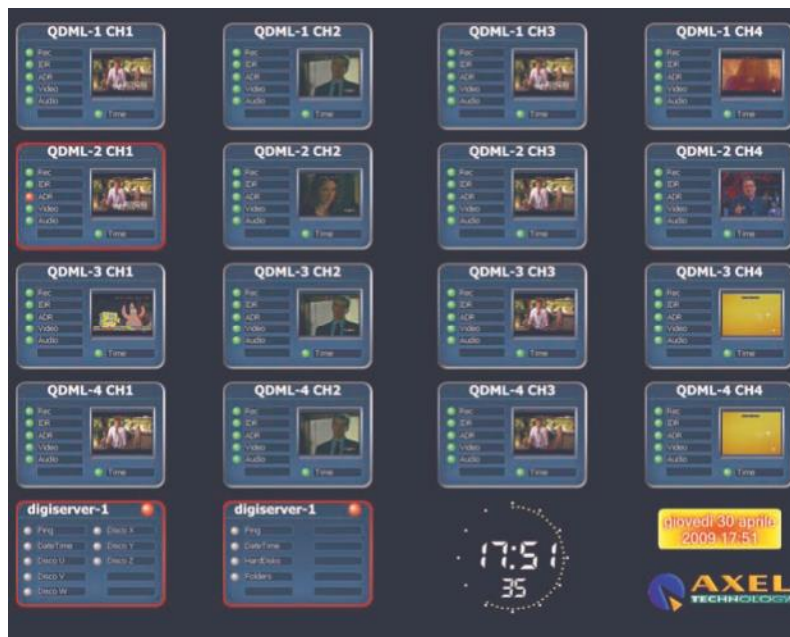 QDML-1 CH1
Rec
IDR
ADR
Video
Audio
Time
QDML-1 CH2
Rec
IDR
ADR
Video
Audio
Time
QDML-1 CH3
Rec
IDR
ADR
Video
Audio
Time
QDML-1 CH4
Rec
IDR
ADR
Video
Audio
Time
QDML-2 CH1
Rec
IDR
ADR
Video
Audio
Time
QDML-2 CH2
Rec
IDR
ADR
Video
Audio
Time
QDML-2 CH3
Rec
IDR
ADR
Video
Audio
Time
QDML-2 CH4
Rec
IDR
ADR
Video
Audio
Time
QDML-3 CH1
Rec
IDR
ADR
Video
Audio
Time
QDML-3 CH2
Rec
IDR
ADR
Video
Audio
Time
QDML-3 CH3
Rec
IDR
ADR
Video
Audio
Time
QDML-3 CH4
Rec
IDR
ADR
Video
Audio
Time
QDML-4 CH1
Rec
IDR
ADR
Video
Audio
Time
QDML-4 CH2
Rec
IDR
ADR
Video
Audio
Time
QDML-4 CH3
Rec
IDR
ADR
Video
Audio
Time
QDML-4 CH4
Rec
IDR
ADR
Video
Audio
Time
digiserver-1
Ping
DateTime
Disco U
Disco V
Disco W
Disco X
Disco Y
Disco Z
digiserver-1
Ping
DateTime
HardDisks
Folders
17:51
35
giovedì 30 aprile
2009 17:51
AXEL
TECHNOLOGY